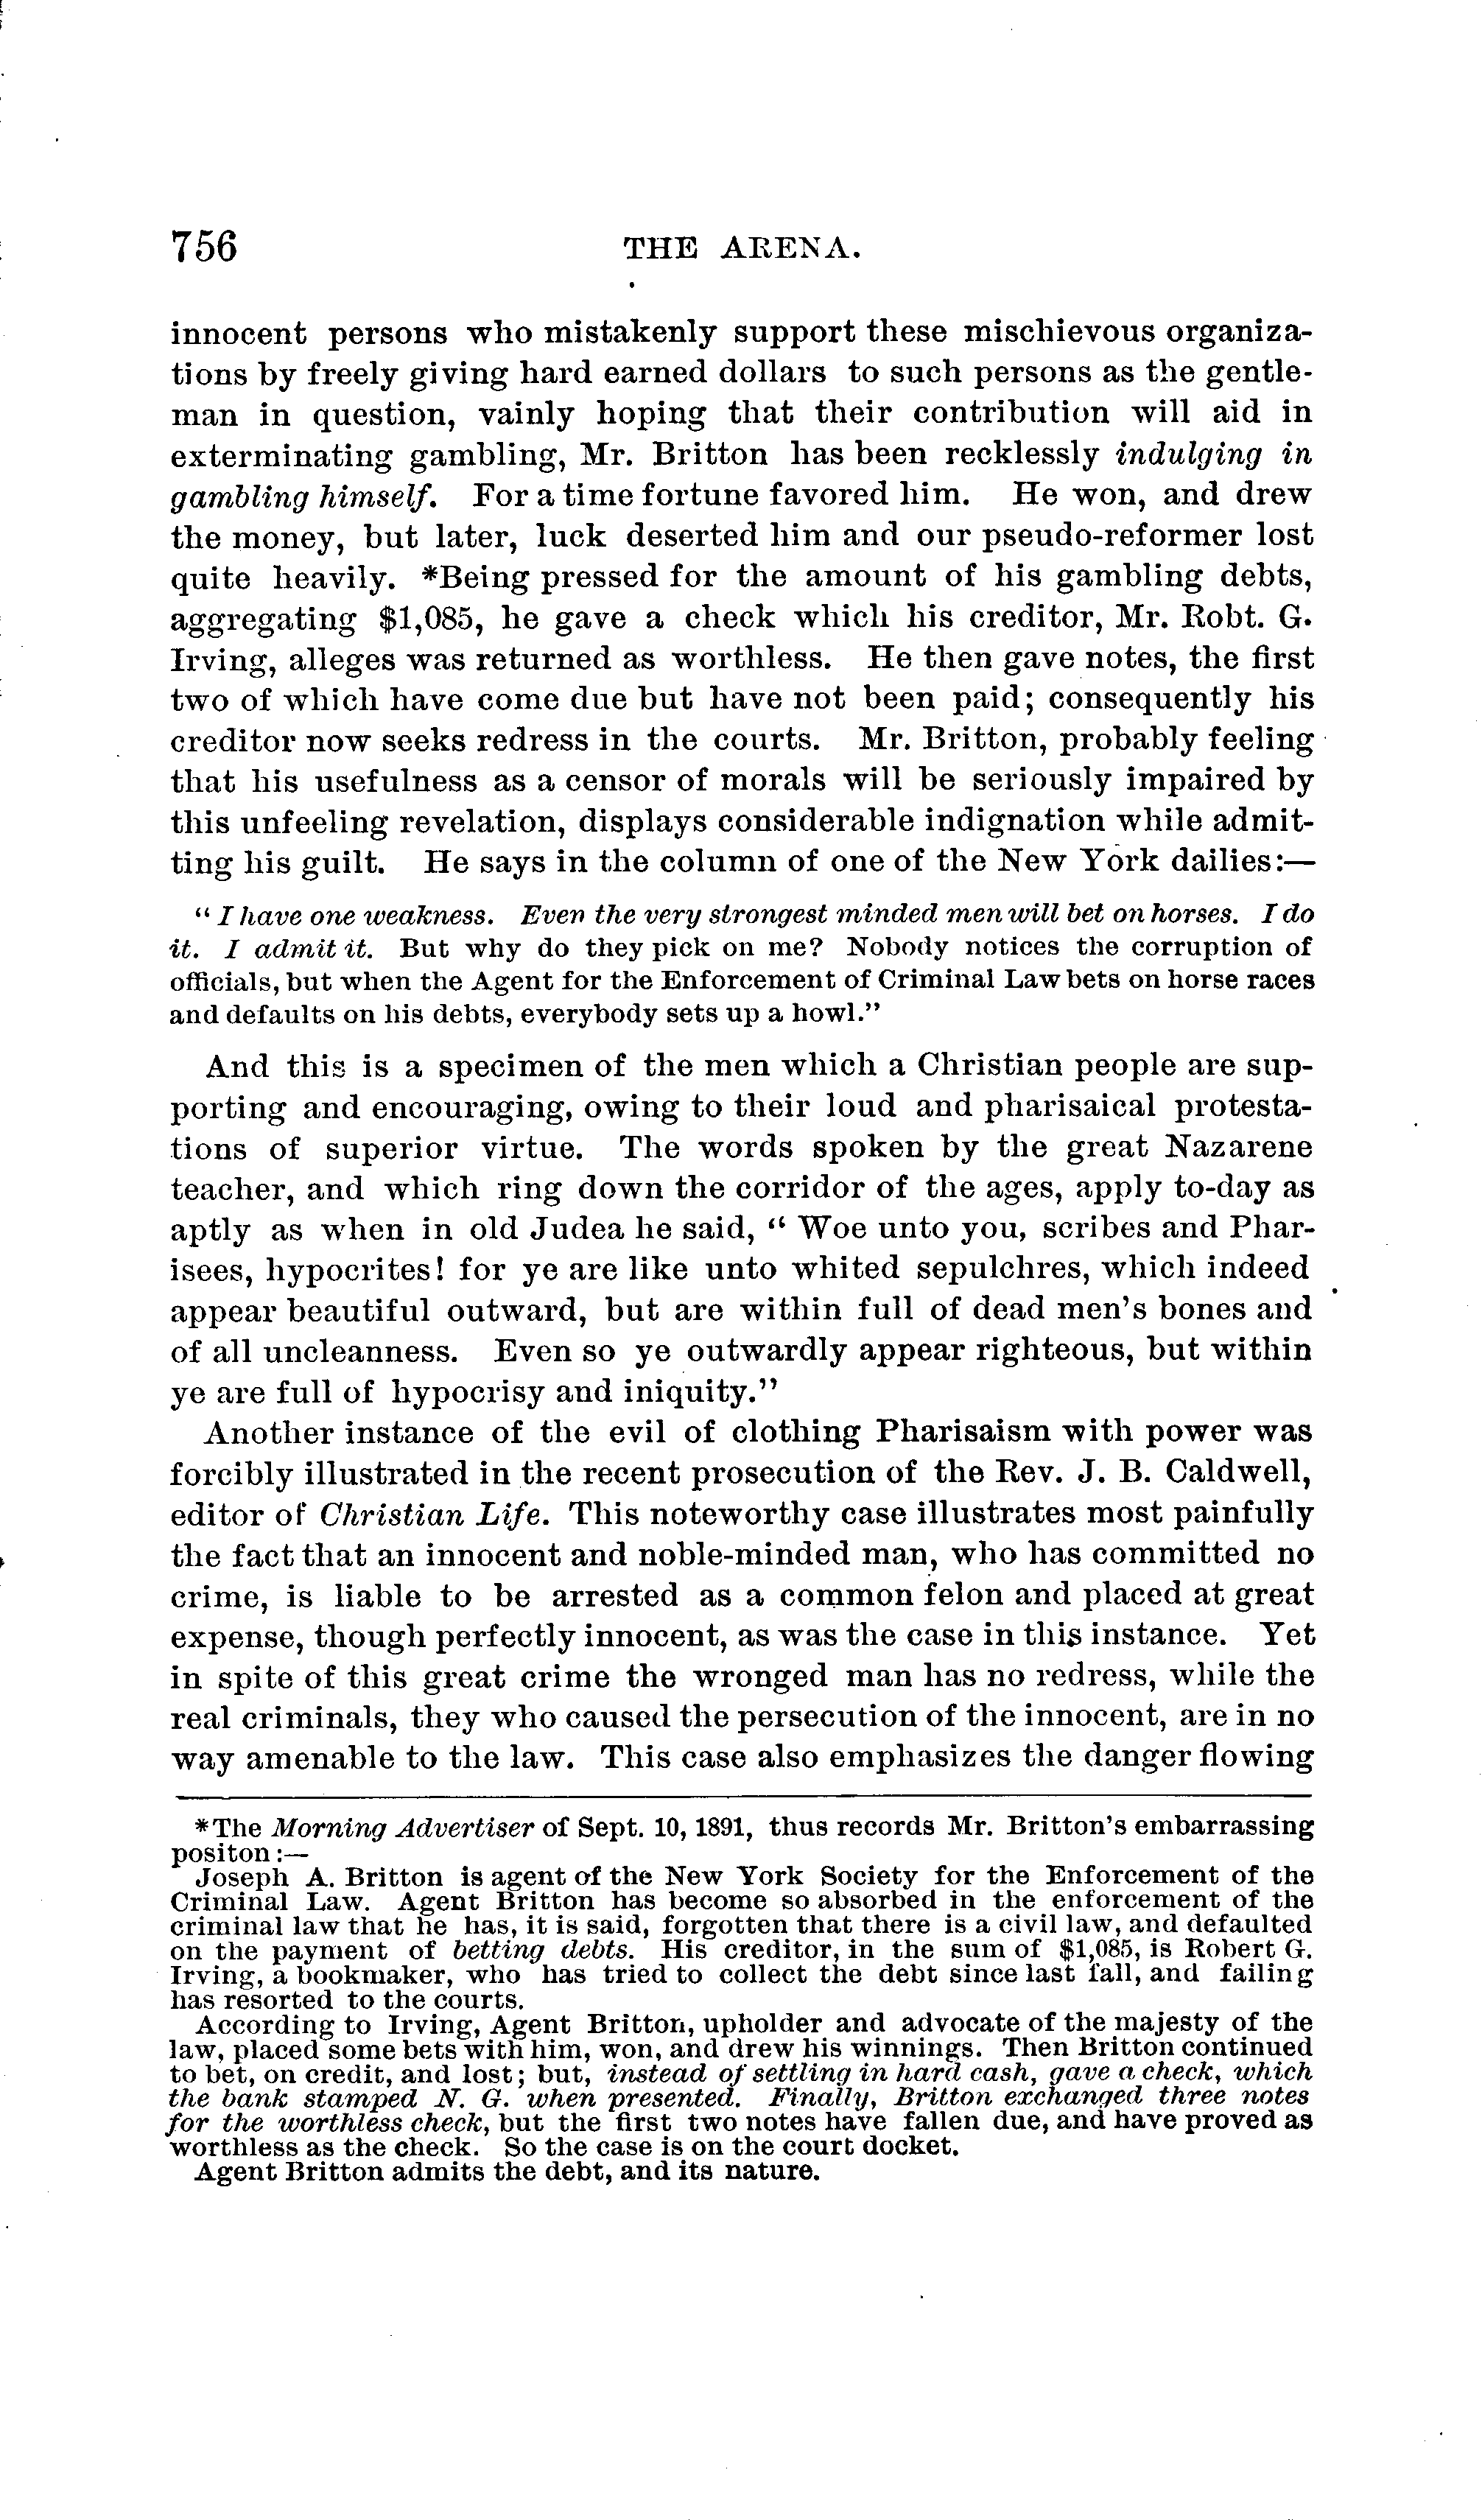 756 THE ARENA.
innocent persons who mistakenly support these mischievous organiza-
tions by freely giving hard earned dollars to such persons as the gentle-
man in question, vainly hoping that their contribution will aid in
exterminating gambling, Mr. Britton has been recklessly indulging in
gambling himself. For a time fortune favored him. He won, and drew
the money, but later, luck deserted him and our pseudo-reformer lost
quite heavily. *Being pressed for the amount of his gambling debts,
aggregating $1,085, he gave a check which his creditor, Mr. Robt. G.
Irving, alleges was returned as worthless. He then gave notes, the first
two of which have come due but have not been paid; consequently his
creditor now seeks redress in the courts. Mr. Britton, probably feeling
that his usefulness as a censor of morals will be seriously impaired by
this unfeeling revelation, displays considerable indignation while admit-
ting his guilt. He says in the column of one of the New York dailies:—
"I have one weakness. Even the very strongest minded men will bet on horses. I do
it. I admit it. But why do they pick on me? Nobody notices the corruption of
officials, but when the Agent for the Enforcement of Criminal Law bets on horse races
and defaults on his debts, everybody sets up a howl."
And this is a specimen of the men which a Christian people are sup-
porting and encouraging, owing to their loud and pharisaical protesta-
tions of superior virtue. The words spoken by the great Nazarene
teacher, and which ring down the corridor of the ages, apply to-day as
aptly as when in old Judea he said, "Woe unto you, scribes and Phar-
isees, hypocrites! for ye are like unto whited sepulchres, which indeed
appear beautiful outward, but are within full of dead men's bones and
of all uncleanness. Even so ye outwardly appear righteous, but within
ye are full of hypocrisy and iniquity."
Another instance of the evil of clothing Pharisaism with power was
forcibly illustrated in the recent prosecution of the Rev. J. B. Caldwell,
editor of Christian Life. This noteworthy case illustrates most painfully
the fact that an innocent and noble-minded man, who has committed no
crime, is liable to be arrested as a common felon and placed at great
expense, though perfectly innocent, as was the case in this instance. Yet
in spite of this great crime the wronged man has no redress, while the
real criminals, they who caused the persecution of the innocent, are in no
way amenable to the law. This case also emphasizes the danger flowing
*The Morning Advertiser of Sept. 10, 1891, thus records Mr. Britton's embarrassing
positon:—
Joseph A. Britton is agent of the New York Society for the Enforcement of the
Criminal Law. Agent Britton has become so absorbed in the enforcement of the
criminal law that he has, it is said, forgotten that there is a civil law, and defaulted
on the payment of betting debts. His creditor, in the sum of $1,085, is Robert G.
Irving, a bookmaker, who has tried to collect the debt since last fall, and failing
has resorted to the courts.
According to Irving, Agent Britton, upholder and advocate of the majesty of the
law, placed some bets with him, won, and drew his winnings. Then Britton continued
to bet, on credit, and lost; but, instead of settling in hard cash, gave a check, which
the bank stamped N. G. when presented. Finally, Britton exchanged three notes
for the worthless check, but the first two notes have fallen due, and have proved as
worthless as the check. So the case is on the court docket.
Agent Britton admits the debt, and its nature.